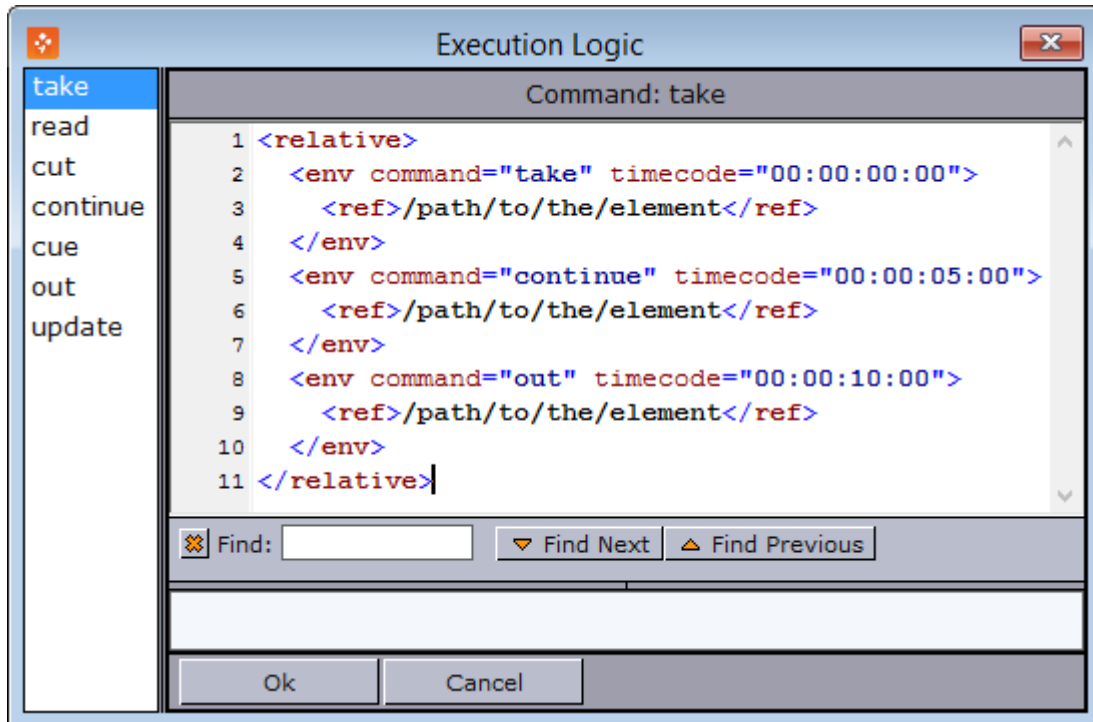 Execution Logic
take
read
cut
continue
cue
out
update
Command: take
1 <relative>
2 <env command="take" timecode="00:00:00:00">
3 <ref>/path/to/the/element</ref>
4 </env>
5 <env command="continue" timecode="00:00:05:00">
6 <ref>/path/to/the/element</ref>
7 </env>
8 <env command="out" timecode="00:00:10:00">
9 <ref>/path/to/the/element</ref>
10 </env>
11 </relative>
Find: Find Next Find Previous
Ok Cancel